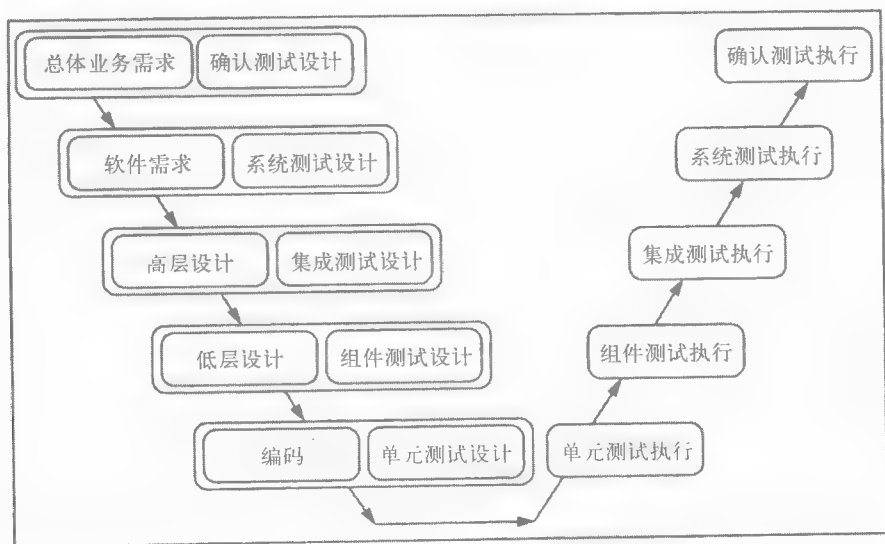 总体业务需求 确认测试设计 确认测试执行
软件需求 系统测试设计 系统测试执行
高层设计 集成测试设计 集成测试执行
低层设计 组件测试设计 组件测试执行
编码 单元测试设计 单元测试执行